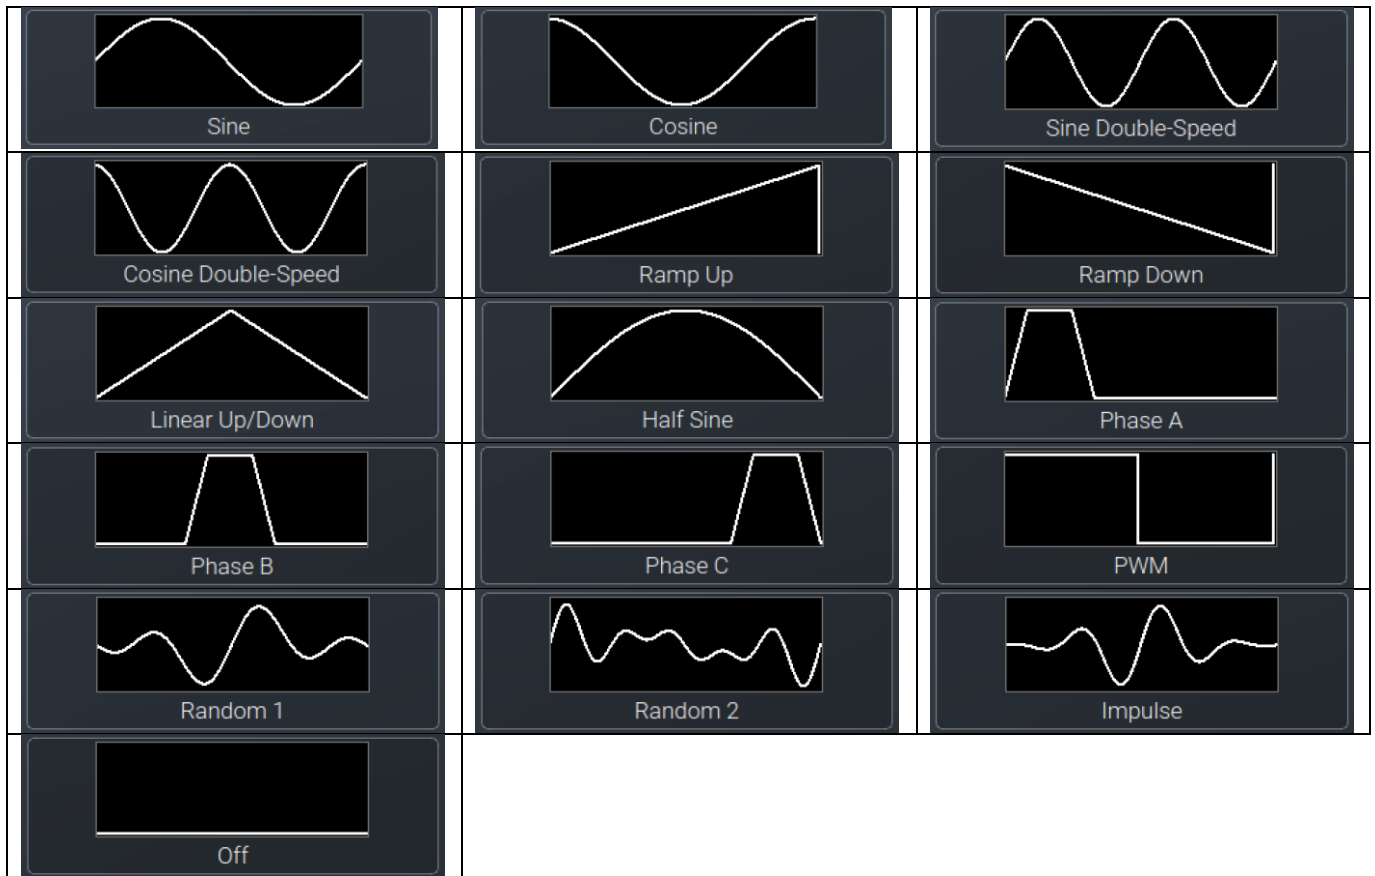 Sine
Cosine
Sine Double-Speed
Cosine Double-Speed
Ramp Up
Ramp Down
Linear Up/Down
Half Sine
Phase A
Phase B
Phase C
PWM
Random 1
Random 2
Impulse
Off